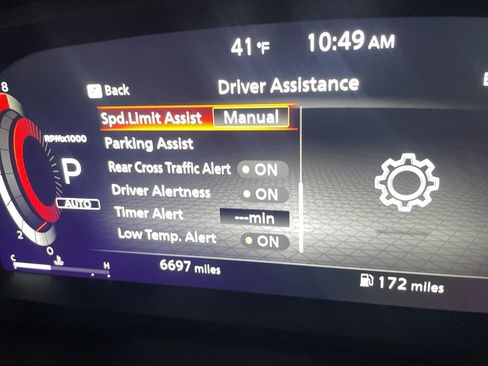 41°F 10:49 AM
8
Back Driver Assistance
Spd.Limit Assist Manual
RPMx1000
Parking Assist
P
Rear Cross Traffic Alert ON
Driver Alertness ON
AUTO
Timer Alert ---min
2
Low Temp. Alert ON
0
C H
6697 miles
172 miles